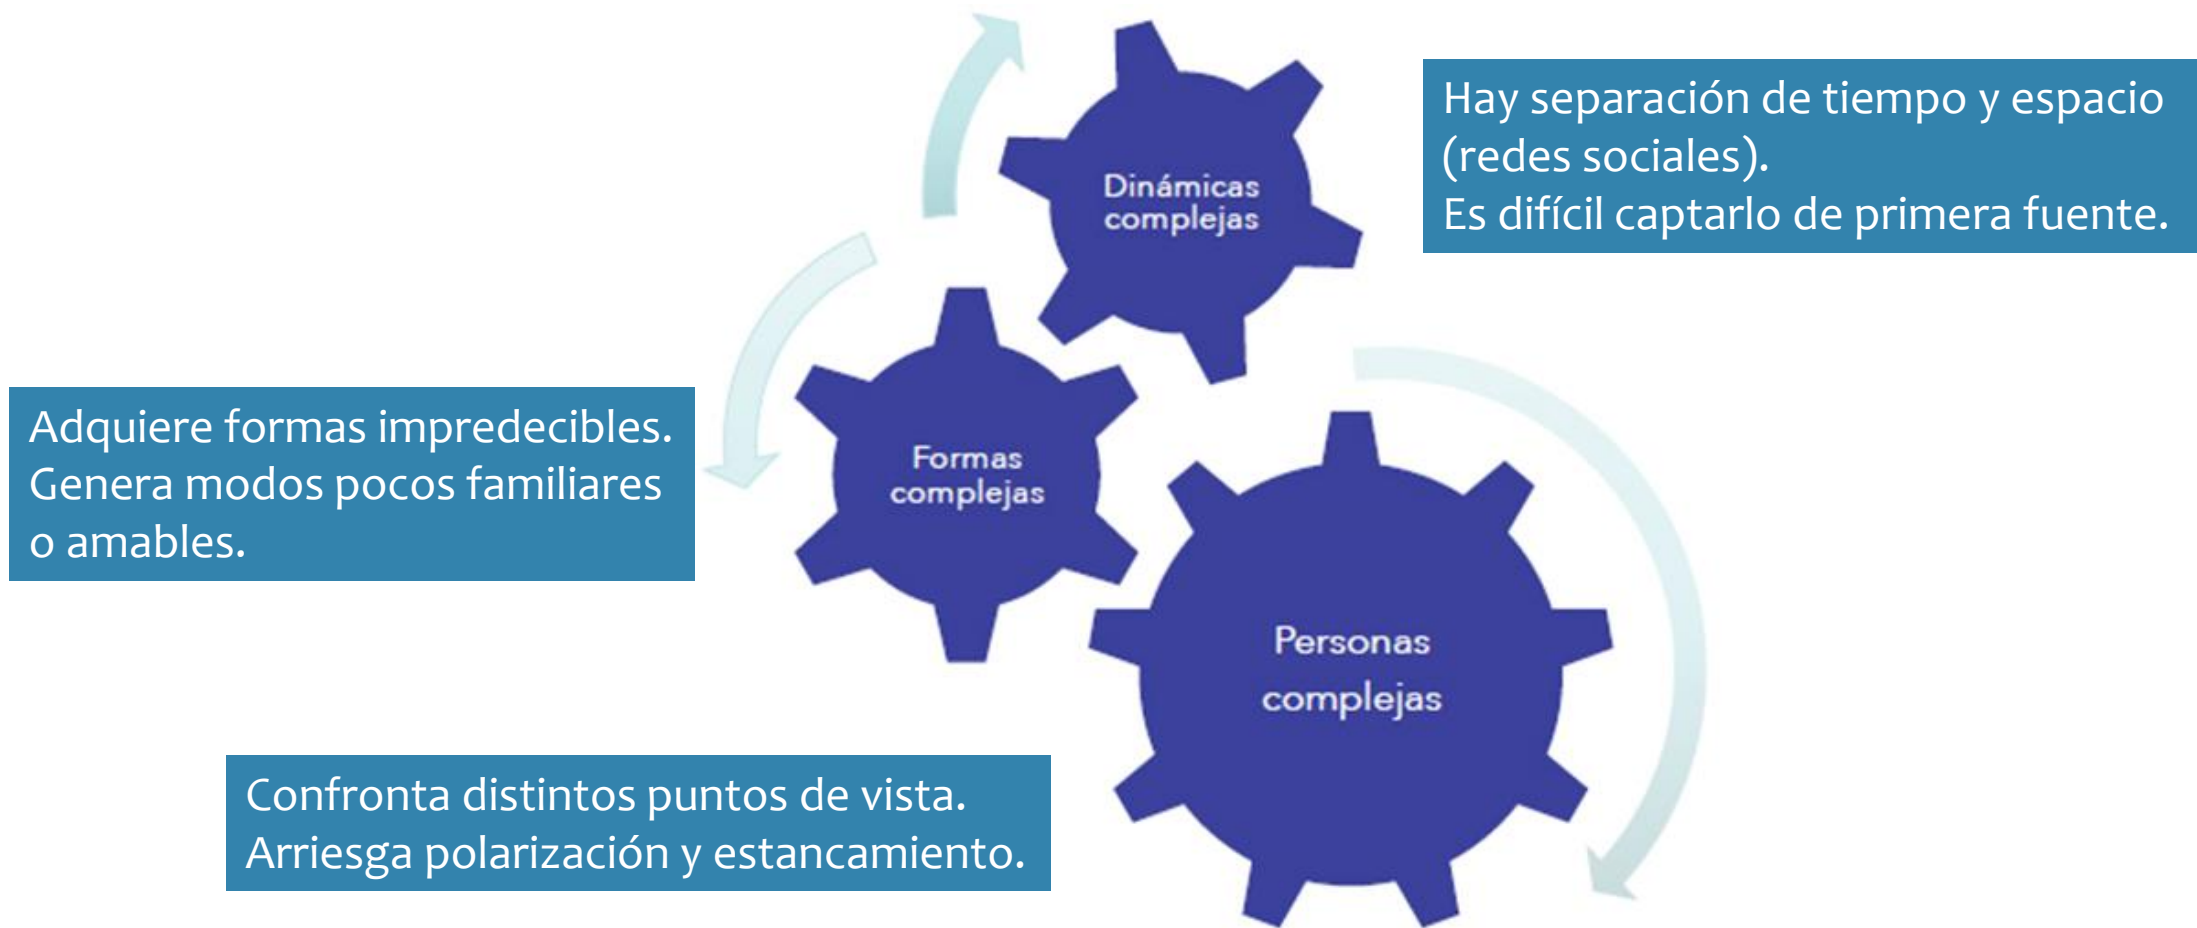 Dinámicas
complejas
Hay separación de tiempo y espacio
(redes sociales).
Es difícil captarlo de primera fuente.
Adquiere formas impredecibles.
Genera modos pocos familiares
o amables.
Formas
complejas
Personas
complejas
Confronta distintos puntos de vista.
Arriesga polarización y estancamiento.